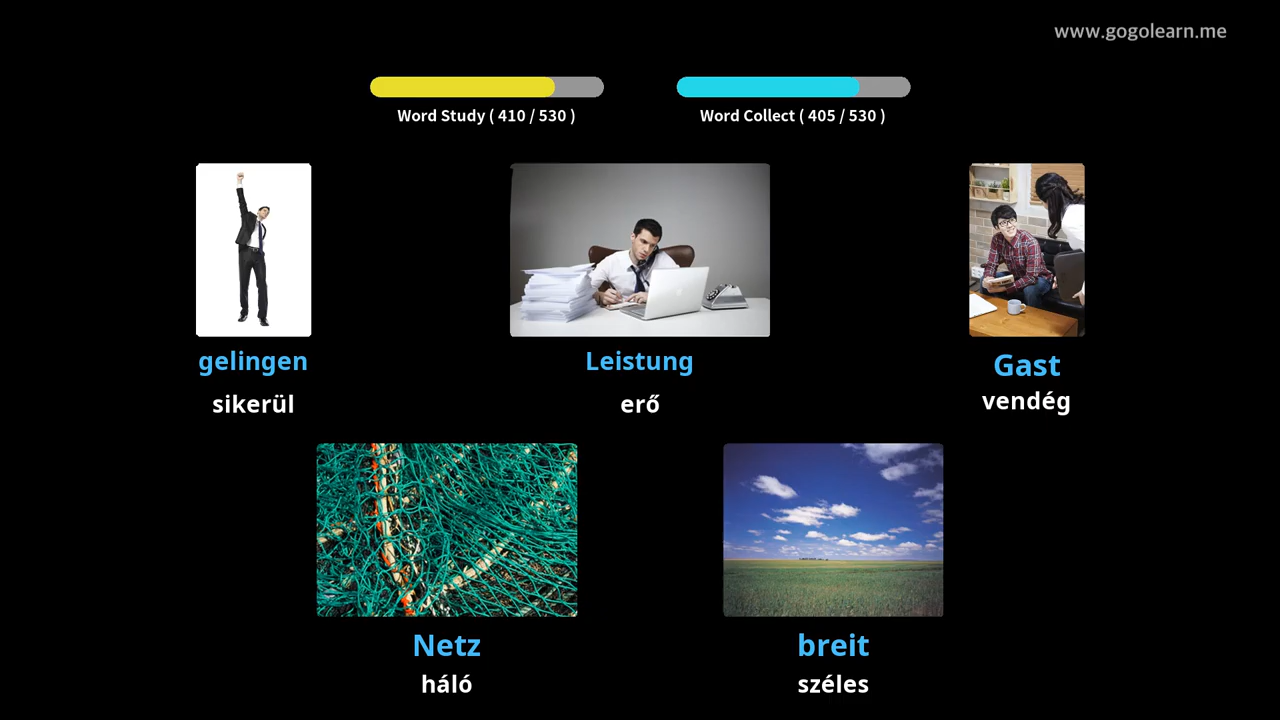 www.gogolearn.me
Word Study ( 410 / 530 )
Word Collect ( 405 / 530 )
gelingen
sikerül
Leistung
erő
Gast
vendég
Netz
háló
breit
széles